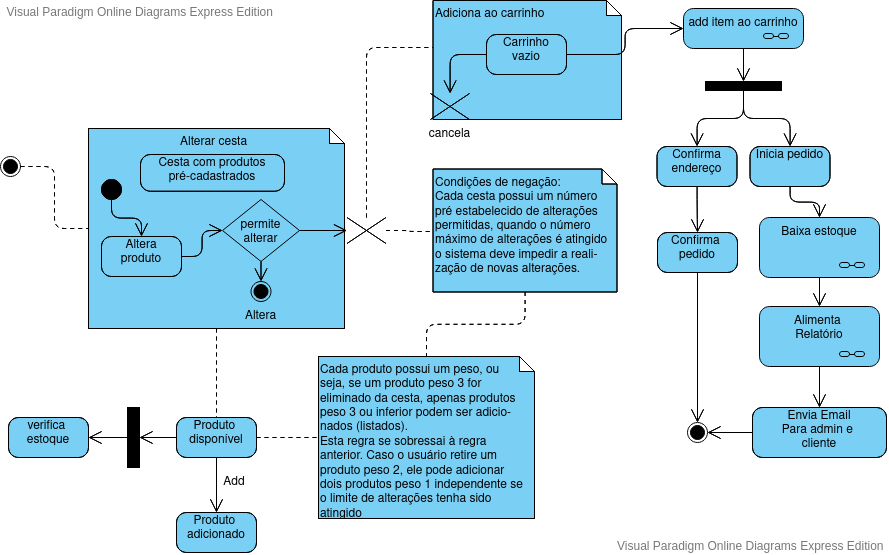 Visual Paradigm Online Diagrams Express Edition
Adiciona ao carrinho
Carrinho
vazio
cancela
add item ao carrinho
Alterar cesta
Cesta com produtos
pré-cadastrados
Altera
produto
permite
alterar
Altera
Condições de negação:
Cada cesta possui um número
pré estabelecido de alterações
permitidas, quando o número
máximo de alterações é atingido
o sistema deve impedir a reali-
zação de novas alterações.
Confirma
endereço
Inicia pedido
Confirma
pedido
Baixa estoque
Alimenta
Relatório
Envia Email
Para admin e
cliente
Cada produto possui um peso, ou
seja, se um produto peso 3 for
eliminado da cesta, apenas produtos
peso 3 ou inferior podem ser adicio-
nados (listados).
Esta regra se sobressai à regra
anterior. Caso o usuário retire um
produto peso 2, ele pode adicionar
dois produtos peso 1 independente se
o limite de alterações tenha sido
atingido
verifica
estoque
Produto
disponível
Add
Produto
adicionado
Visual Paradigm Online Diagrams Express Edition